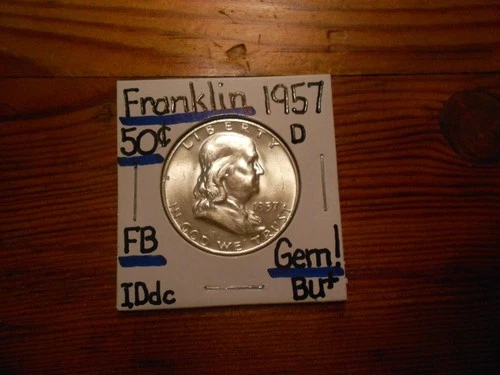 Franklin 1957
50¢ D
LIBERTY
1957
IN GOD WE TRUST
FB Gem!
IDdc Bu+